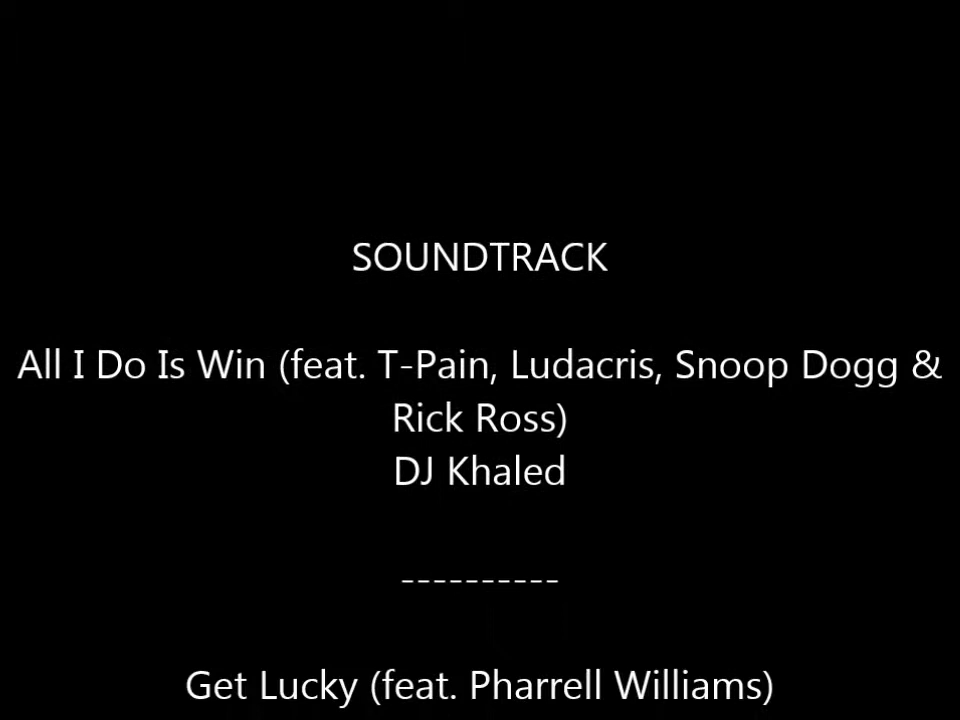 SOUNDTRACK
All I Do Is Win (feat. T-Pain, Ludacris, Snoop Dogg &
Rick Ross)
DJ Khaled
----------
Get Lucky (feat. Pharrell Williams)